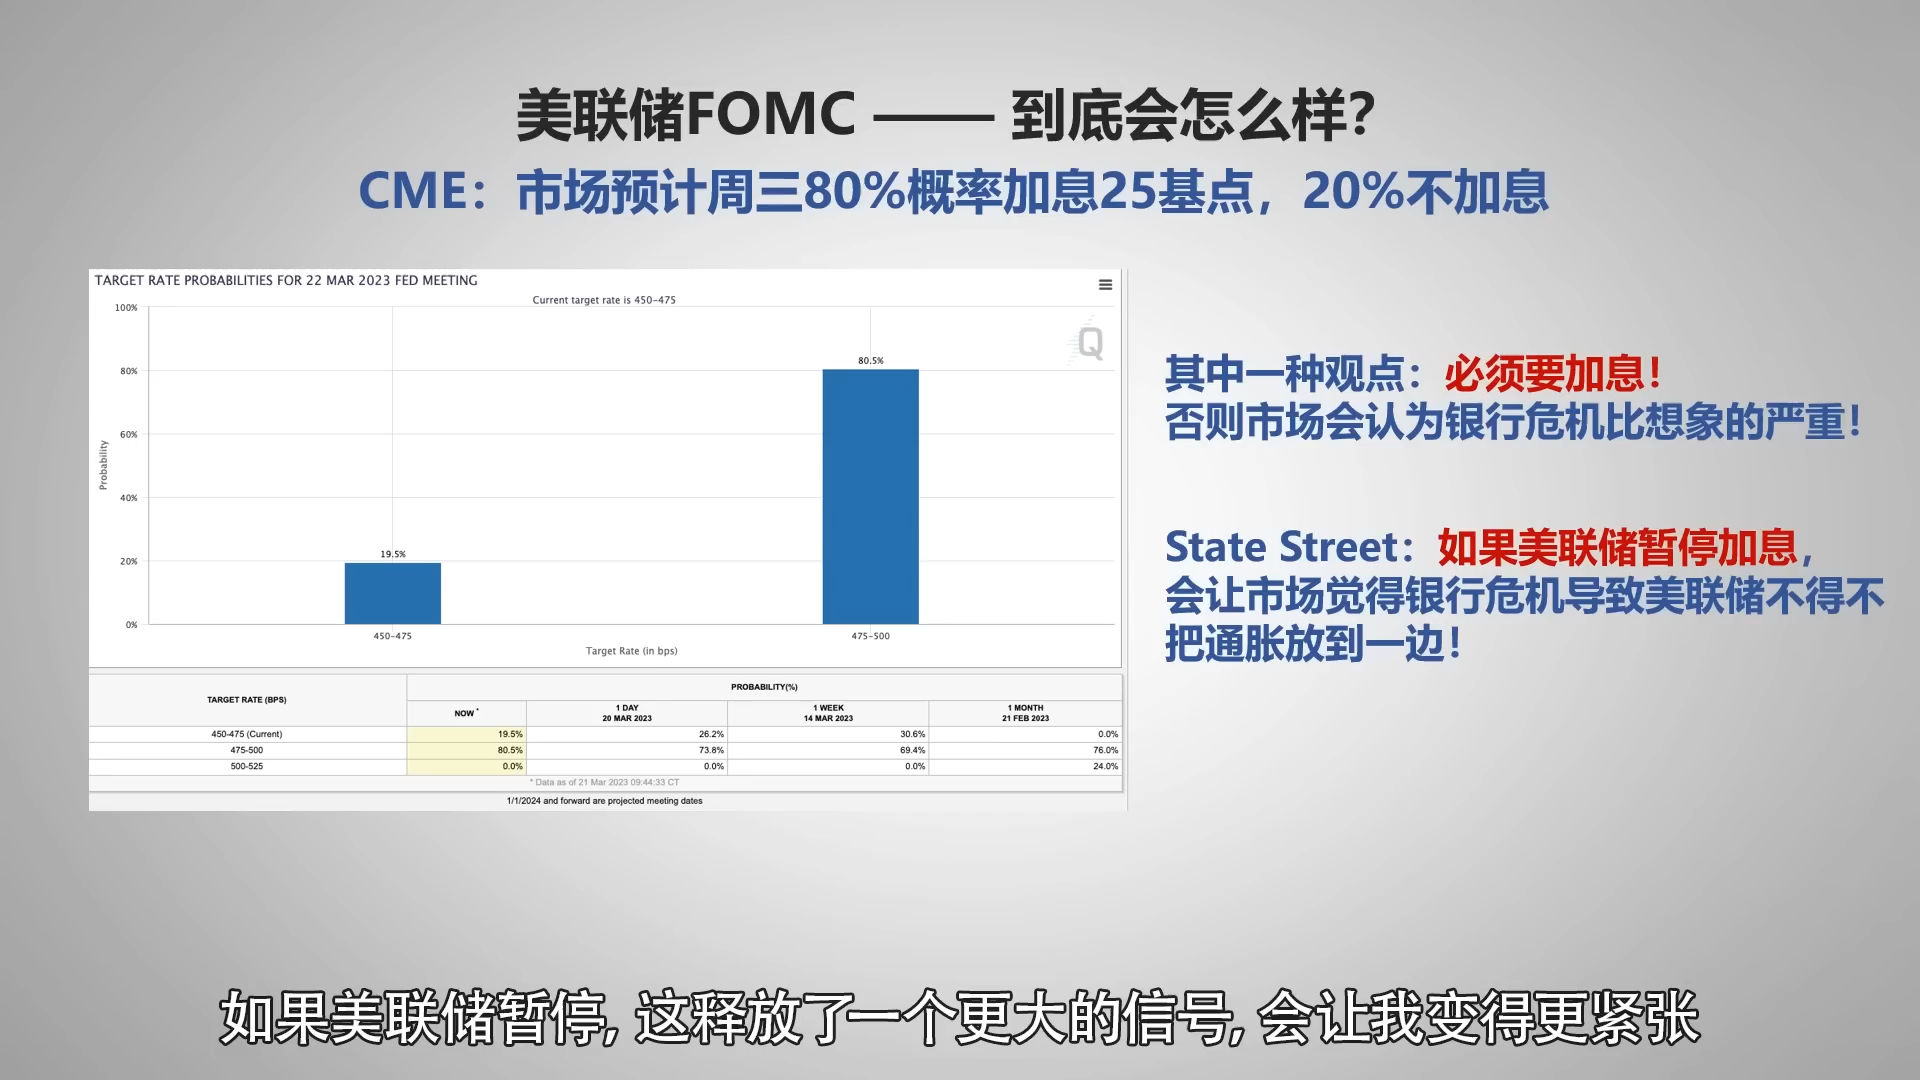 美联储FOMC —— 到底会怎么样？
CME：市场预计周三80%概率加息25基点，20%不加息
TARGET RATE PROBABILITIES FOR 22 MAR 2023 FED MEETING
Current target rate is 450-475
100%
80%
60%
40%
20%
0%
Probability
19.5%
80.5%
Q
450-475
475-500
Target Rate (in bps)
TARGET RATE (BPS)
PROBABILITY(%)
NOW *
1 DAY
20 MAR 2023
1 WEEK
14 MAR 2023
1 MONTH
21 FEB 2023
450-475 (Current) 19.5% 26.2% 30.6% 0.0%
475-500 80.5% 73.8% 69.4% 76.0%
500-525 0.0% 0.0% 0.0% 24.0%
* Data as of 21 Mar 2023 09:44:33 CT
1/1/2024 and forward are projected meeting dates
其中一种观点：必须要加息！
否则市场会认为银行危机比想象的严重！
State Street：如果美联储暂停加息，
会让市场觉得银行危机导致美联储不得不
把通胀放到一边！
如果美联储暂停, 这释放了一个更大的信号, 会让我变得更紧张